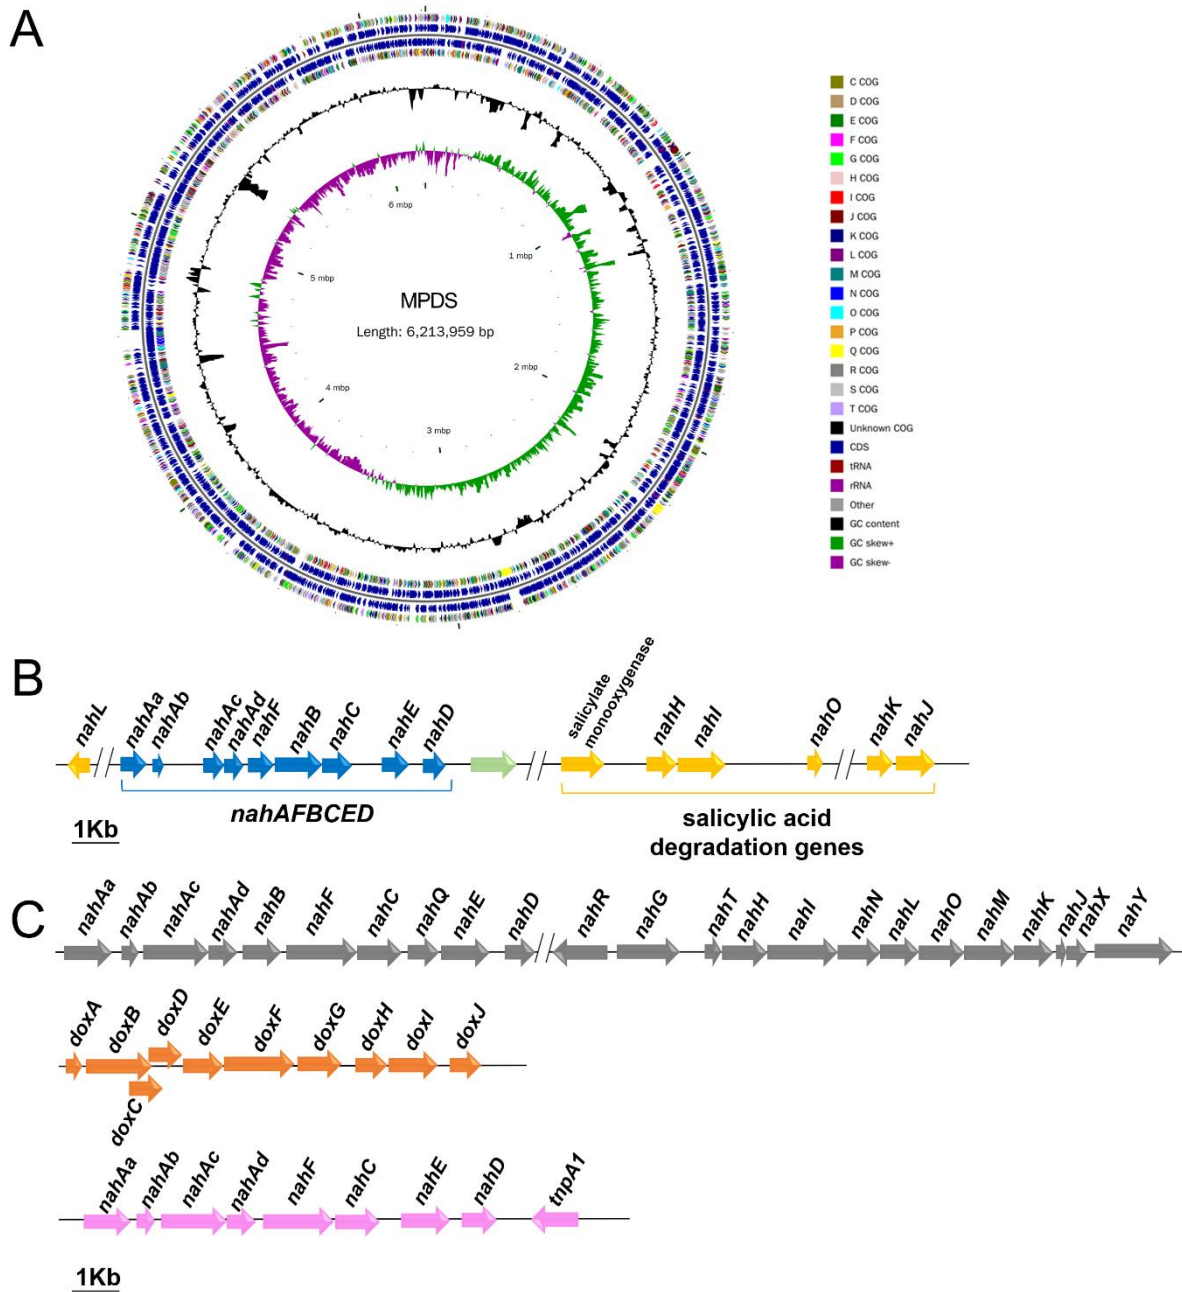 A
6 mbp
1 mbp
5 mbp
MPDS
Length: 6,213,959 bp
2 mbp
4 mbp
3 mbp
C COG
D COG
E COG
F COG
G COG
H COG
I COG
J COG
K COG
L COG
M COG
N COG
O COG
P COG
Q COG
R COG
S COG
T COG
Unknown COG
CDS
tRNA
rRNA
Other
GC content
GC skew+
GC skew-
B
nahL nahAa nahAb nahAc nahAd nahF nahB nahC nahE nahD salicylate monooxygenase nahH nahI nahO nahK nahJ
nahAFBCED
salicylic acid
degradation genes
1Kb
C
nahAa nahAb nahAc nahAd nahB nahF nahC nahQ nahE nahD nahR nahG nahT nahH nahI nahN nahL nahO nahM nahK nahJ nahX nahY
doxA doxB doxD doxE doxF doxG doxH doxI doxJ
doxC
nahAa nahAb nahAc nahAd nahF nahC nahE nahD tnpA1
1Kb